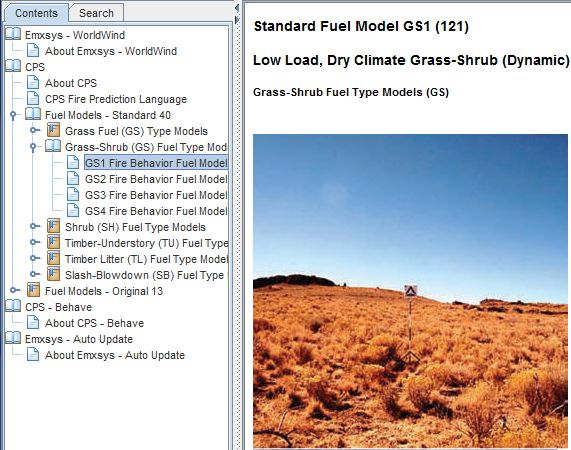 Contents
Search
Emxsys - WorldWind
About Emxsys - WorldWind
CPS
About CPS
CPS Fire Prediction Language
Fuel Models - Standard 40
Grass Fuel (GS) Type Models
Grass-Shrub (GS) Fuel Type Mod
GS1 Fire Behavior Fuel Model
GS2 Fire Behavior Fuel Model
GS3 Fire Behavior Fuel Model
GS4 Fire Behavior Fuel Model
Shrub (SH) Fuel Type Models
Timber-Understory (TU) Fuel Type
Timber Litter (TL) Fuel Type Mode
Slash-Blowdown (SB) Fuel Type
Fuel Models - Original 13
CPS - Behave
About CPS - Behave
Emxsys - Auto Update
About Emxsys - Auto Update
Standard Fuel Model GS1 (121)
Low Load, Dry Climate Grass-Shrub (Dynamic)
Grass-Shrub Fuel Type Models (GS)